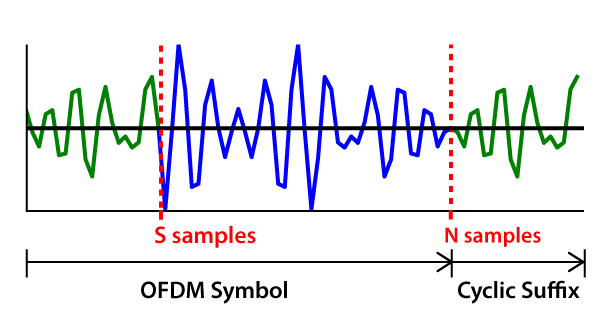 S samples
N samples
OFDM Symbol
Cyclic Suffix